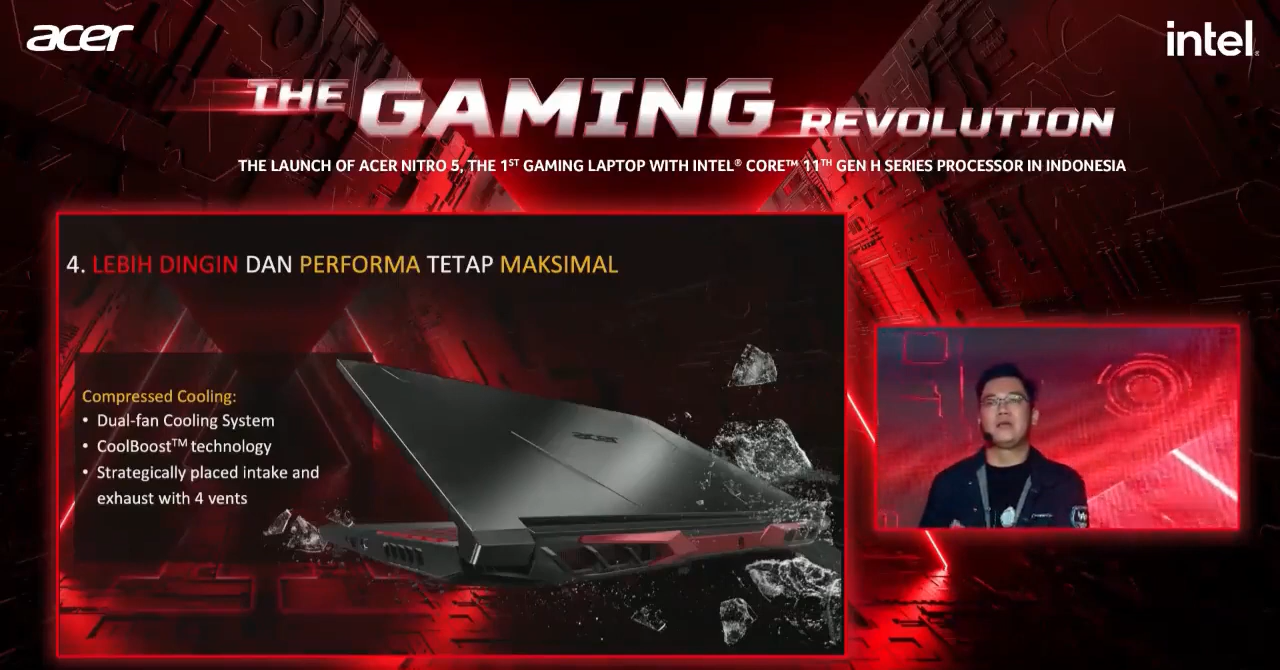 acer
intel
THE GAMING REVOLUTION
THE LAUNCH OF ACER NITRO 5, THE 1ST GAMING LAPTOP WITH INTEL® CORE™ 11TH GEN H SERIES PROCESSOR IN INDONESIA
4. LEBIH DINGIN DAN PERFORMA TETAP MAKSIMAL
Compressed Cooling:
• Dual-fan Cooling System
• CoolBoost™ technology
• Strategically placed intake and
exhaust with 4 vents
acer